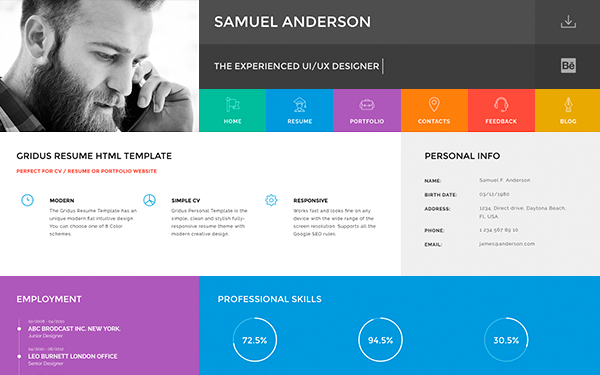 SAMUEL ANDERSON
THE EXPERIENCED UI/UX DESIGNER
Bē
HOME
RESUME
PORTFOLIO
CONTACTS
FEEDBACK
BLOG
GRIDUS RESUME HTML TEMPLATE
PERFECT FOR CV / RESUME OR PORTFOLIO WEBSITE
MODERN
The Gridus Resume Template has an
unique modern flat intuitive design.
You can choose one of 8 Color
schemes.
SIMPLE CV
Gridus Personal Template is the
simple, clean and stylish fully-
responsive resume theme with
modern creative design.
RESPONSIVE
Works fast and looks fine on any
device with the wide range of the
screen resolution. Supports all the
Google SEO rules.
PERSONAL INFO
NAME: Samuel F. Anderson
BIRTH DATE: 03/11/1980
ADDRESS: 1234, Direct drive, Daytona Beach,
FL USA
PHONE: 1 234 567 89 10
EMAIL: james@anderson.com
EMPLOYMENT
ABC BRODCAST INC. NEW YORK.
Junior Designer
LEO BURNETT LONDON OFFICE
Senior Designer
PROFESSIONAL SKILLS
72.5%
94.5%
30.5%